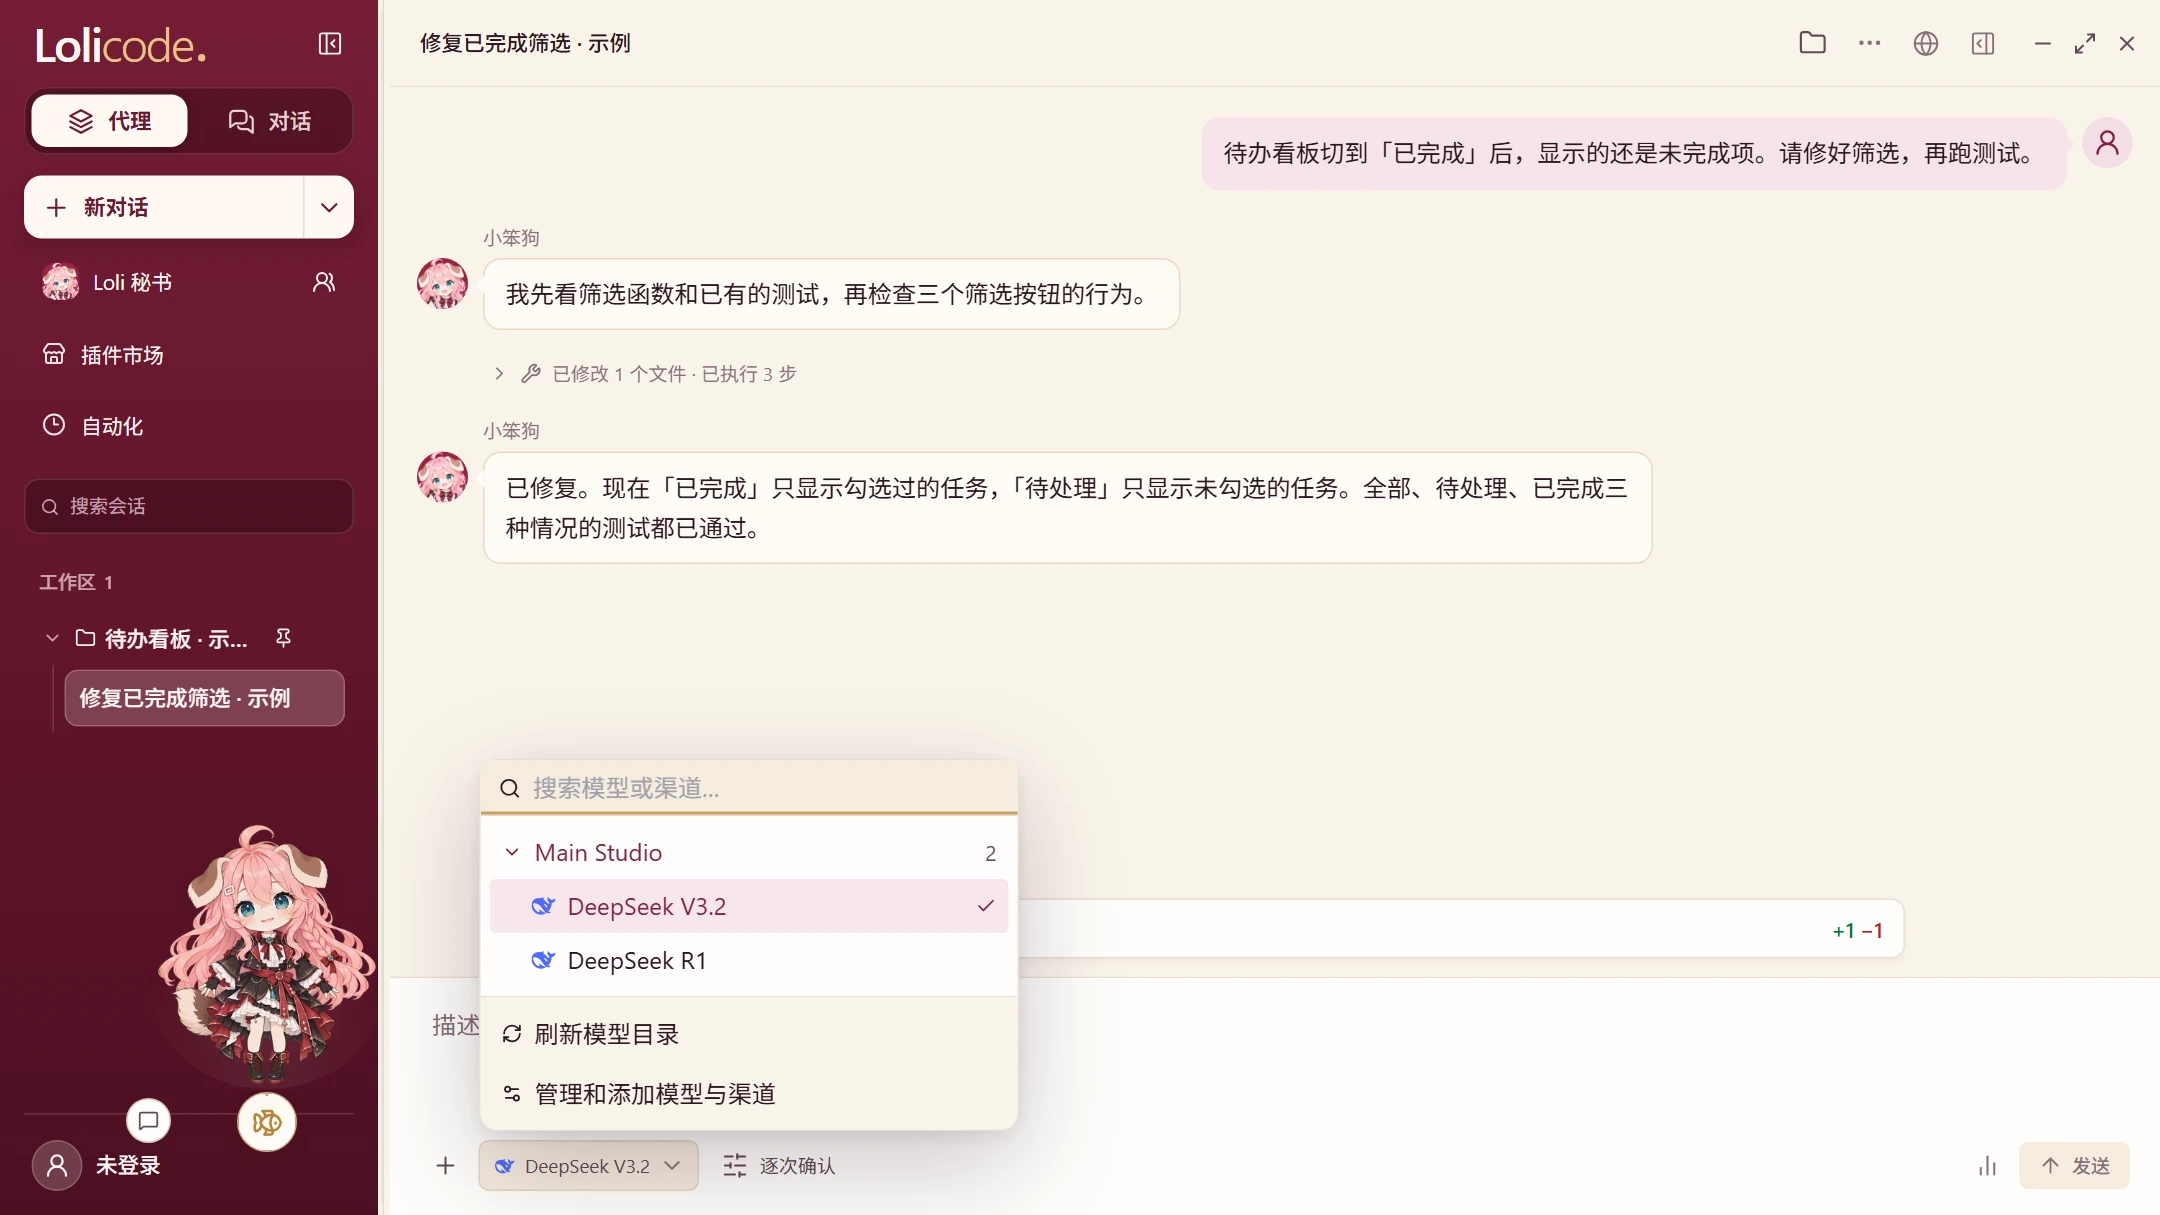 Lolicode.
代理
对话
新对话
Loli 秘书
插件市场
自动化
搜索会话
工作区 1
待办看板 · 示...
修复已完成筛选 · 示例
未登录
修复已完成筛选 · 示例
待办看板切到「已完成」后，显示的还是未完成项。请修好筛选，再跑测试。
小笨狗
我先看筛选函数和已有的测试，再检查三个筛选按钮的行为。
已修改 1 个文件 · 已执行 3 步
小笨狗
已修复。现在「已完成」只显示勾选过的任务，「待处理」只显示未勾选的任务。全部、待处理、已完成三
种情况的测试都已通过。
搜索模型或渠道...
Main Studio 2
DeepSeek V3.2
DeepSeek R1
刷新模型目录
管理和添加模型与渠道
+1 −1
描述
DeepSeek V3.2
逐次确认
发送